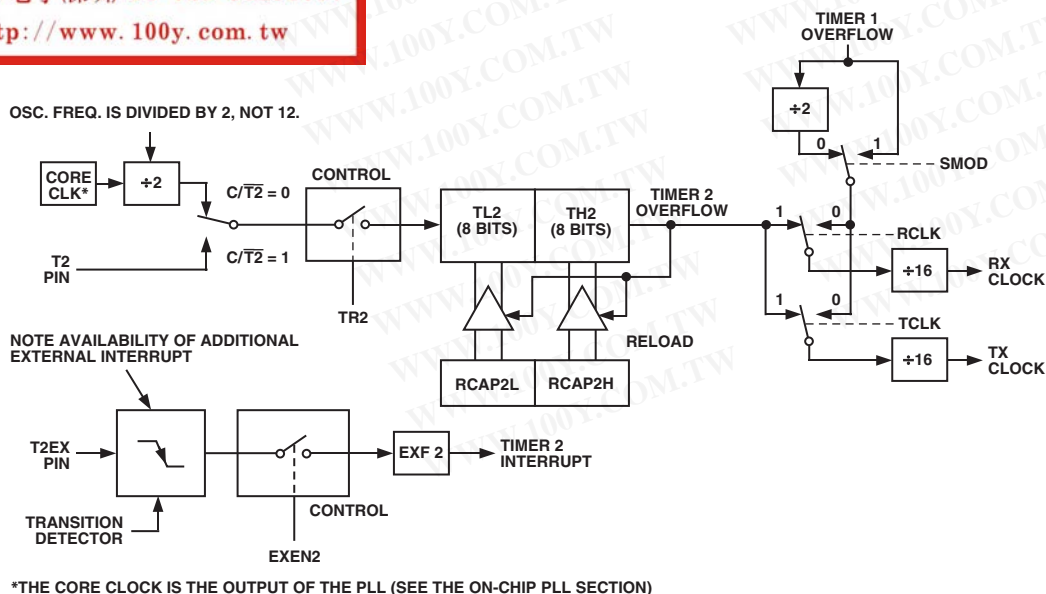 tp://www.100y.com.tw
TIMER 1
OVERFLOW
OSC. FREQ. IS DIVIDED BY 2, NOT 12.
÷2
0
1
SMOD
CORE
CLK*
÷2
C/T2 = 0
CONTROL
TL2
(8 BITS)
TH2
(8 BITS)
TIMER 2
OVERFLOW
1
0
RCLK
T2
PIN
C/T2 = 1
÷16
RX
CLOCK
TR2
1
0
TCLK
NOTE AVAILABILITY OF ADDITIONAL
EXTERNAL INTERRUPT
RELOAD
÷16
TX
CLOCK
RCAP2L
RCAP2H
T2EX
PIN
EXF 2
TIMER 2
INTERRUPT
TRANSITION
DETECTOR
CONTROL
EXEN2
*THE CORE CLOCK IS THE OUTPUT OF THE PLL (SEE THE ON-CHIP PLL SECTION)
WWW.100Y.COM.TW